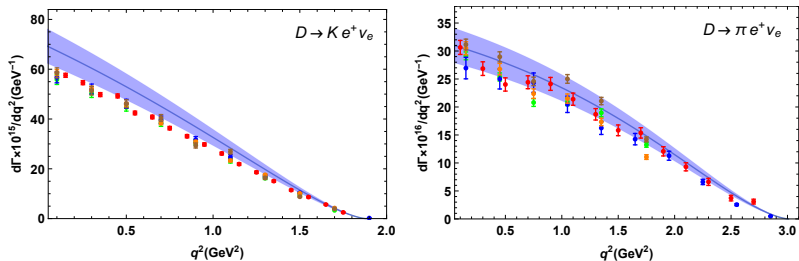 D → K e⁺ νₑ
dΓ×10¹⁵/dq² (GeV⁻¹)
80
60
40
20
0
0.5 1.0 1.5 2.0
q²(GeV²)
D → π e⁺ νₑ
dΓ×10¹⁶/dq² (GeV⁻¹)
35
30
25
20
15
10
5
0
0.5 1.0 1.5 2.0 2.5 3.0
q²(GeV²)